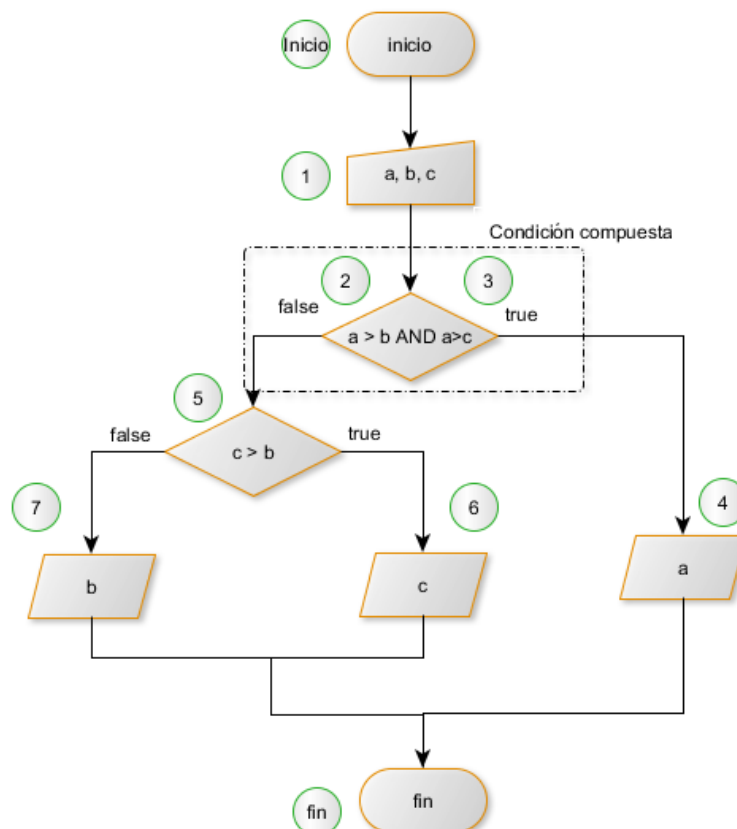 Inicio
inicio
1
a, b, c
Condición compuesta
2
3
false
true
a > b AND a>c
5
false
true
c > b
7
6
4
b
c
a
fin
fin